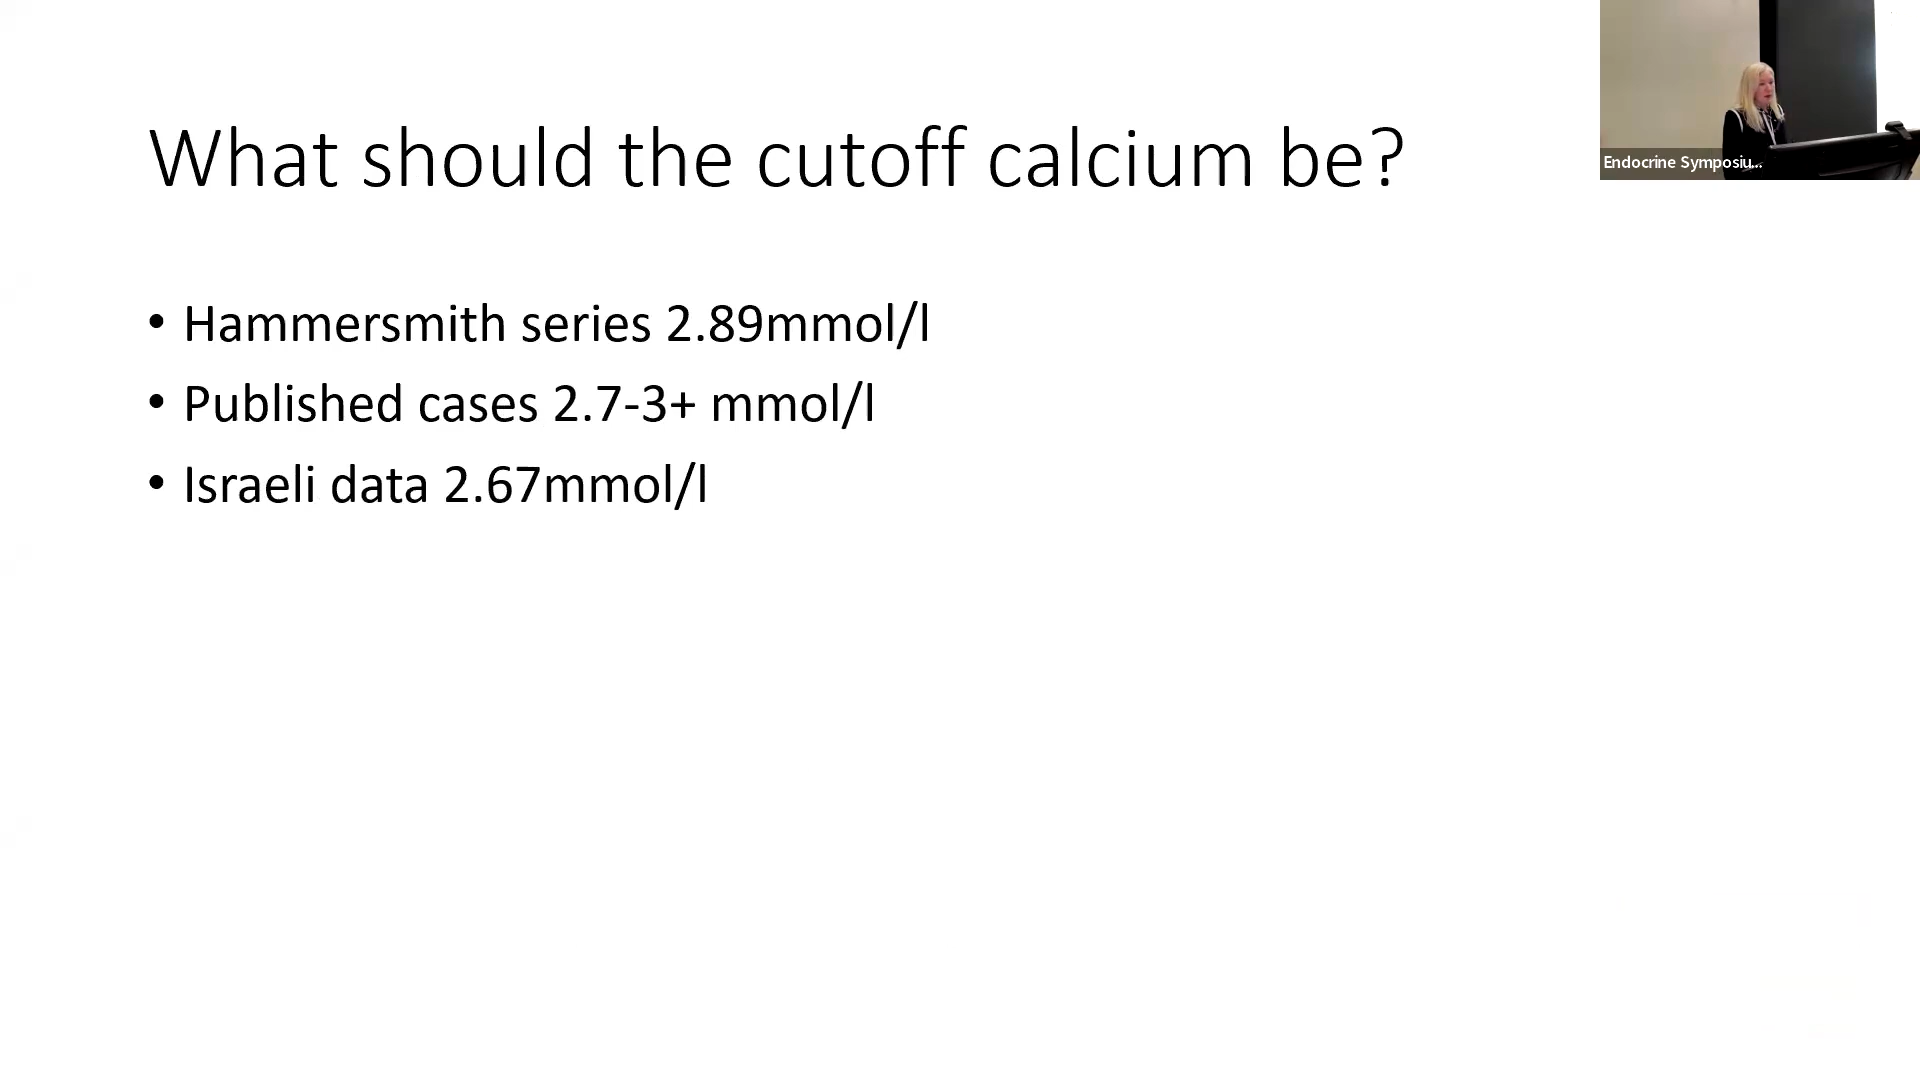 What should the cutoff calcium be?
• Hammersmith series 2.89mmol/l
• Published cases 2.7-3+ mmol/l
• Israeli data 2.67mmol/l
Endocrine Symposiu...